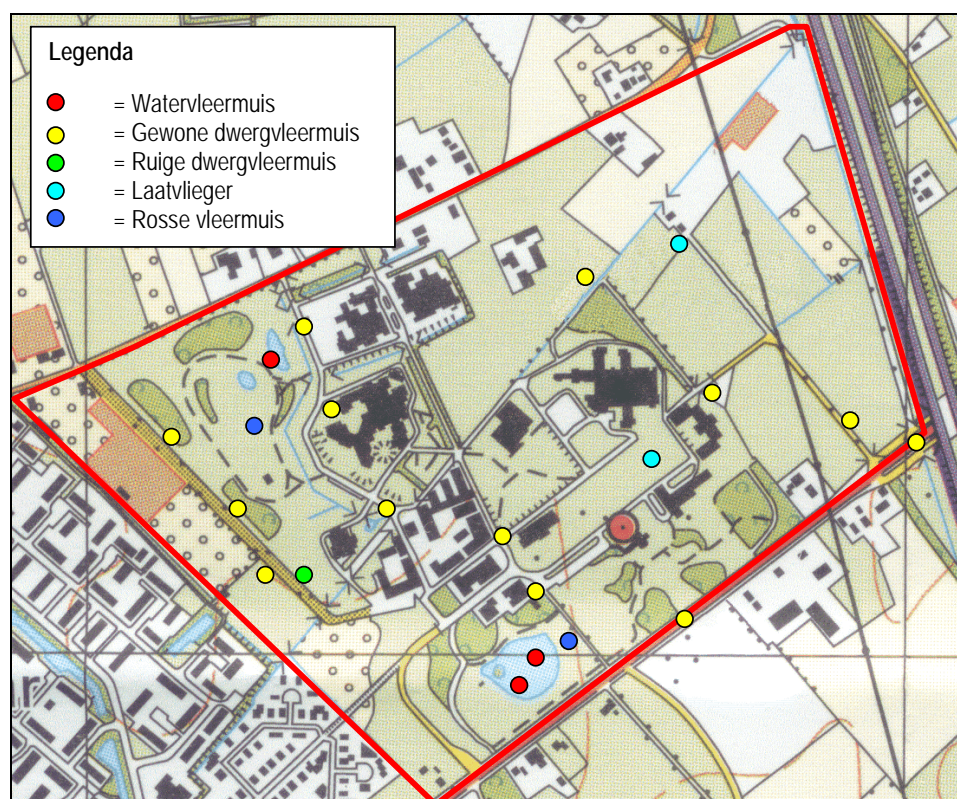 Legenda
= Watervleermuis
= Gewone dwergvleermuis
= Ruige dwergvleermuis
= Laatvlieger
= Rosse vleermuis